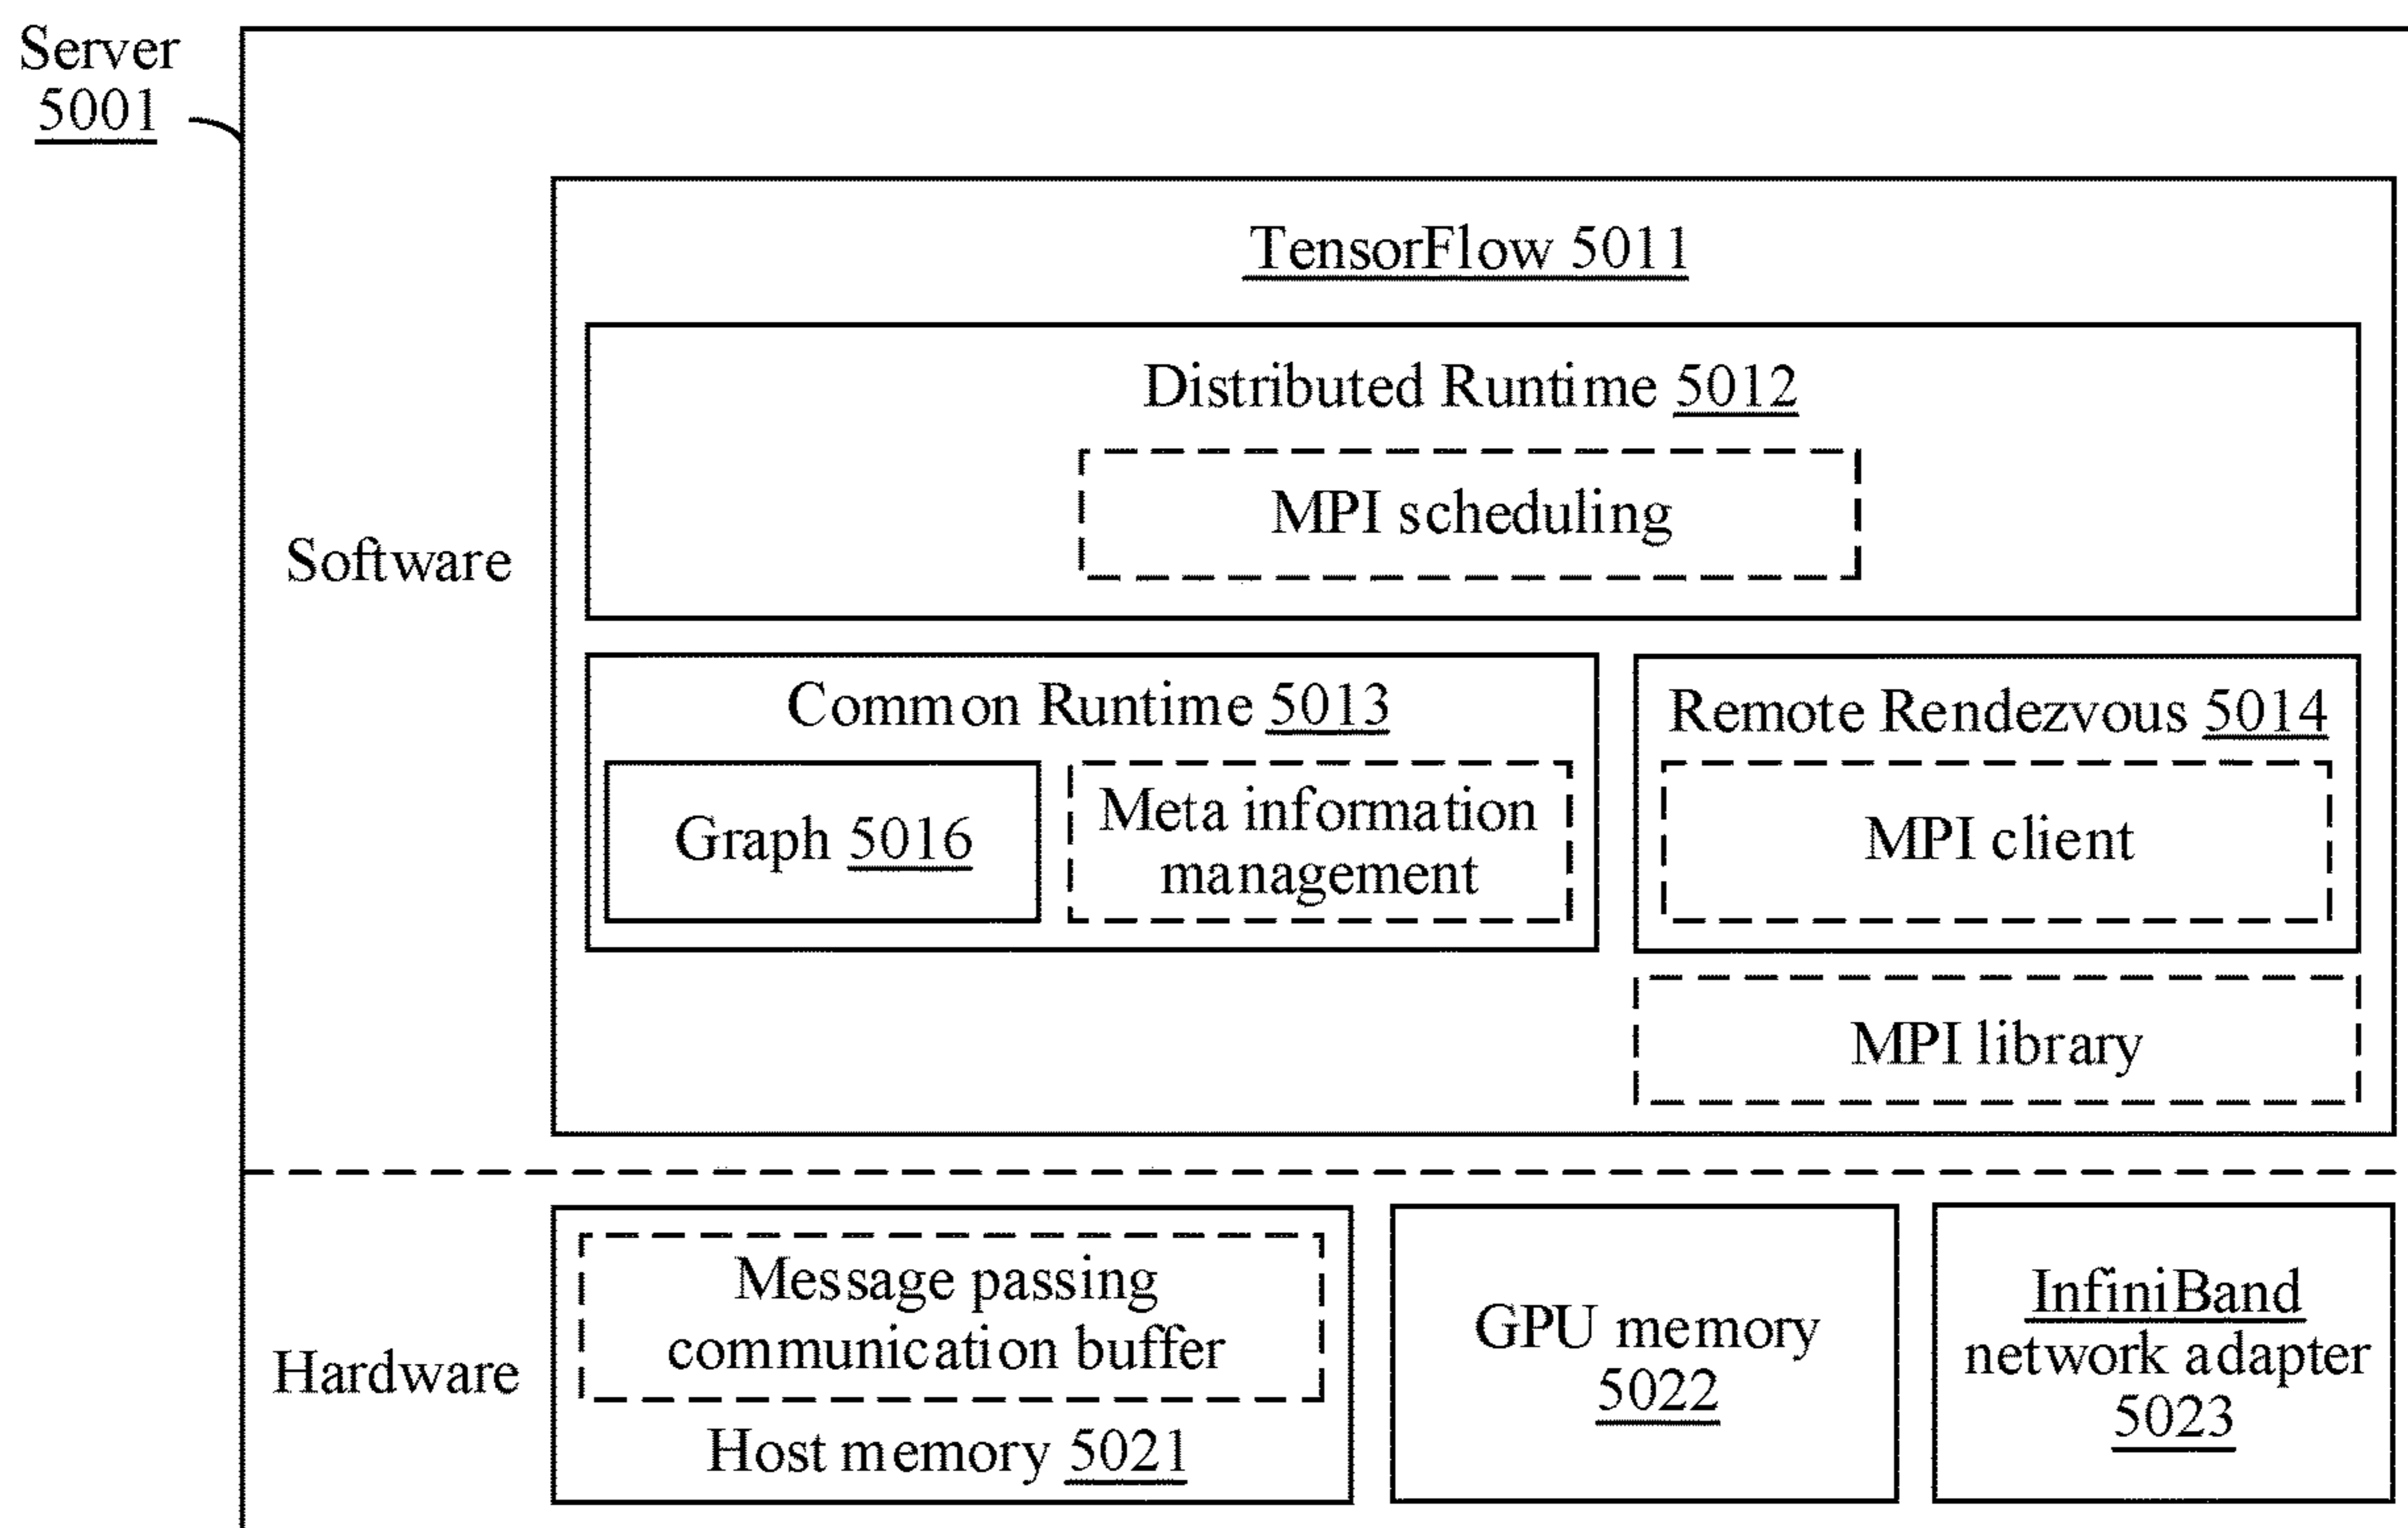 Server
5001
TensorFlow 5011
Distributed Runtime 5012
MPI scheduling
Software
Common Runtime 5013
Graph 5016
Meta information
management
Remote Rendezvous 5014
MPI client
MPI library
Hardware
Message passing
communication buffer
Host memory 5021
GPU memory
5022
InfiniBand
network adapter
5023